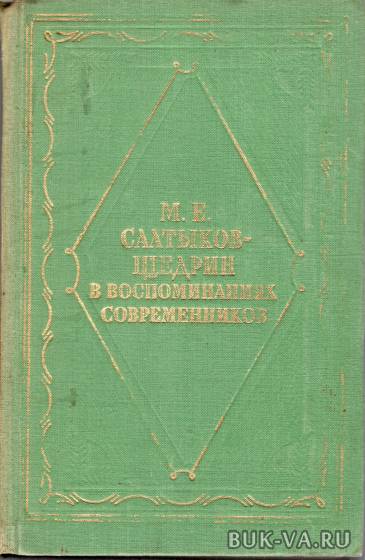 М. Е.
САЛТЫКОВ-
ЩЕДРИН
В ВОСПОМИНАНИЯХ
СОВРЕМЕННИКОВ
BUK-VA.RU